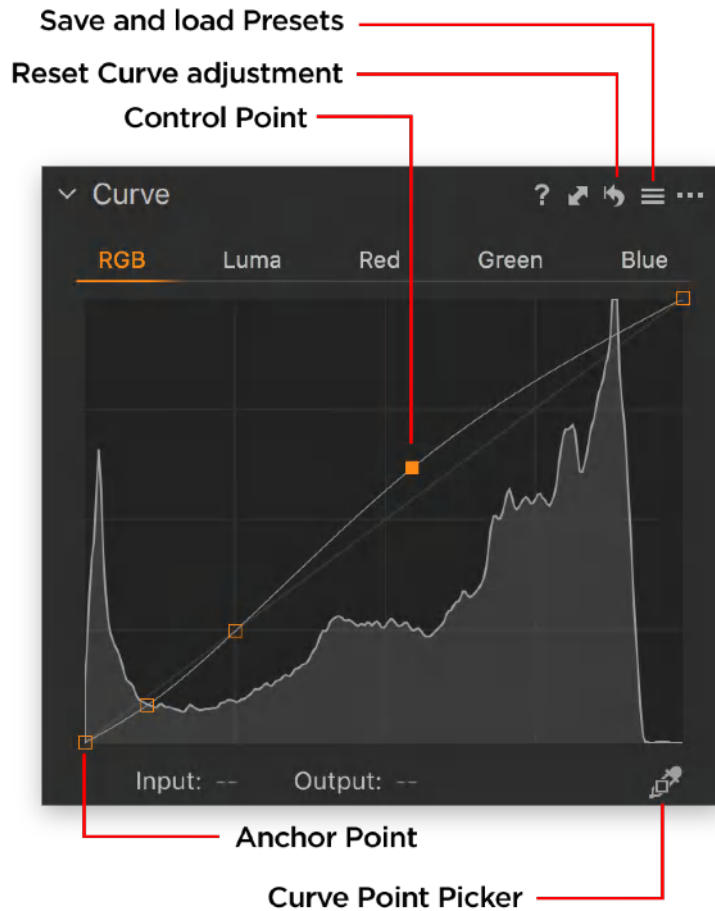 Save and load Presets
Reset Curve adjustment
Control Point
Curve ?
RGB Luma Red Green Blue
Input: -- Output: --
Anchor Point
Curve Point Picker